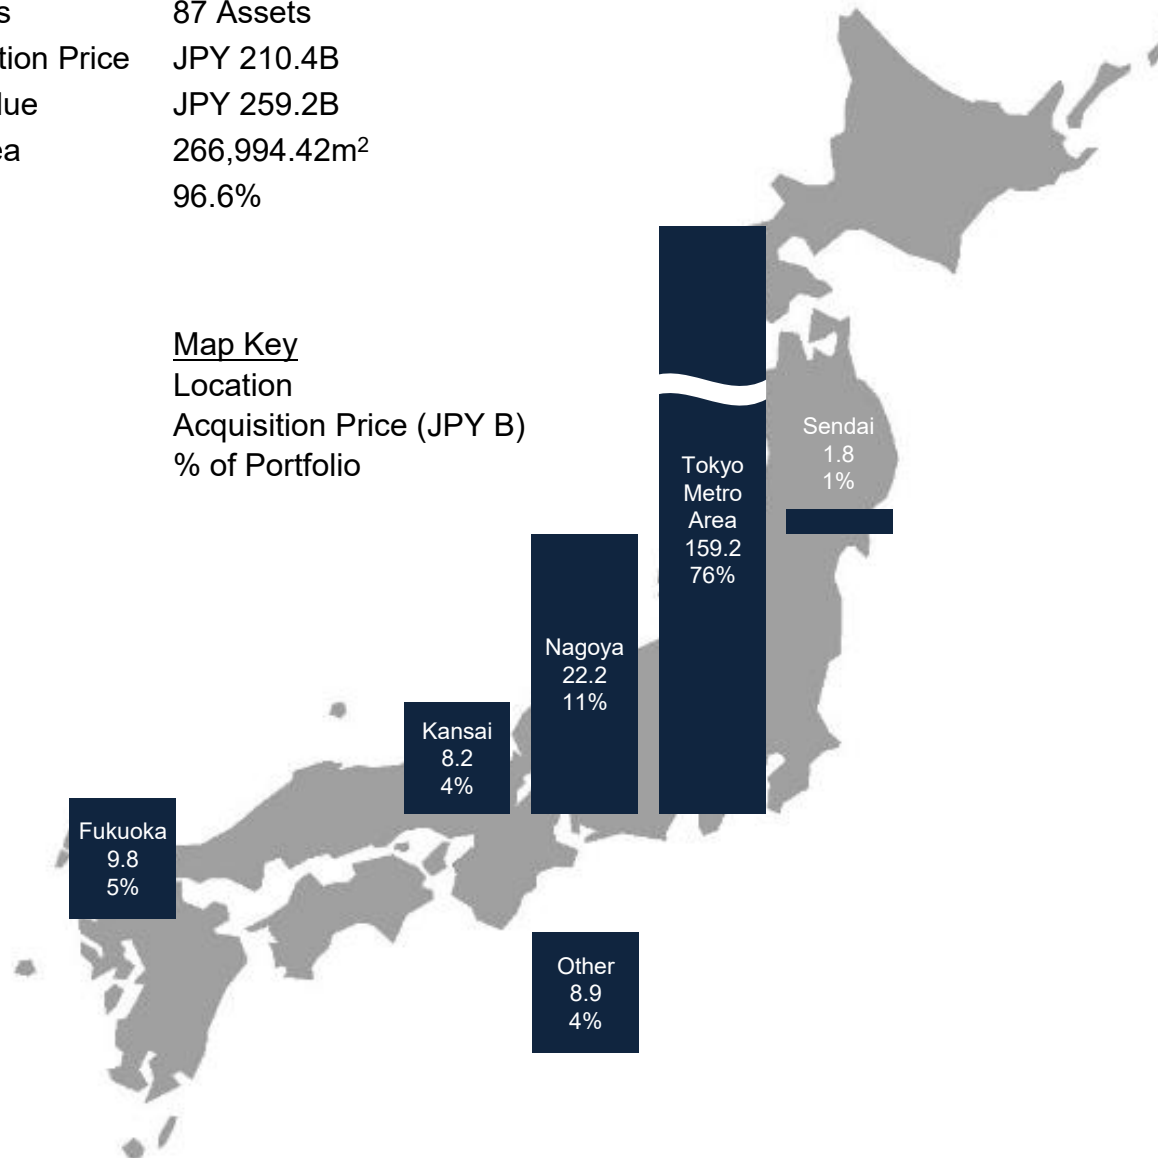 s 87 Assets
tion Price JPY 210.4B
lue JPY 259.2B
ea 266,994.42m²
96.6%
Map Key
Location
Acquisition Price (JPY B)
% of Portfolio
Sendai
1.8
1%
Tokyo
Metro
Area
159.2
76%
Nagoya
22.2
11%
Kansai
8.2
4%
Fukuoka
9.8
5%
Other
8.9
4%